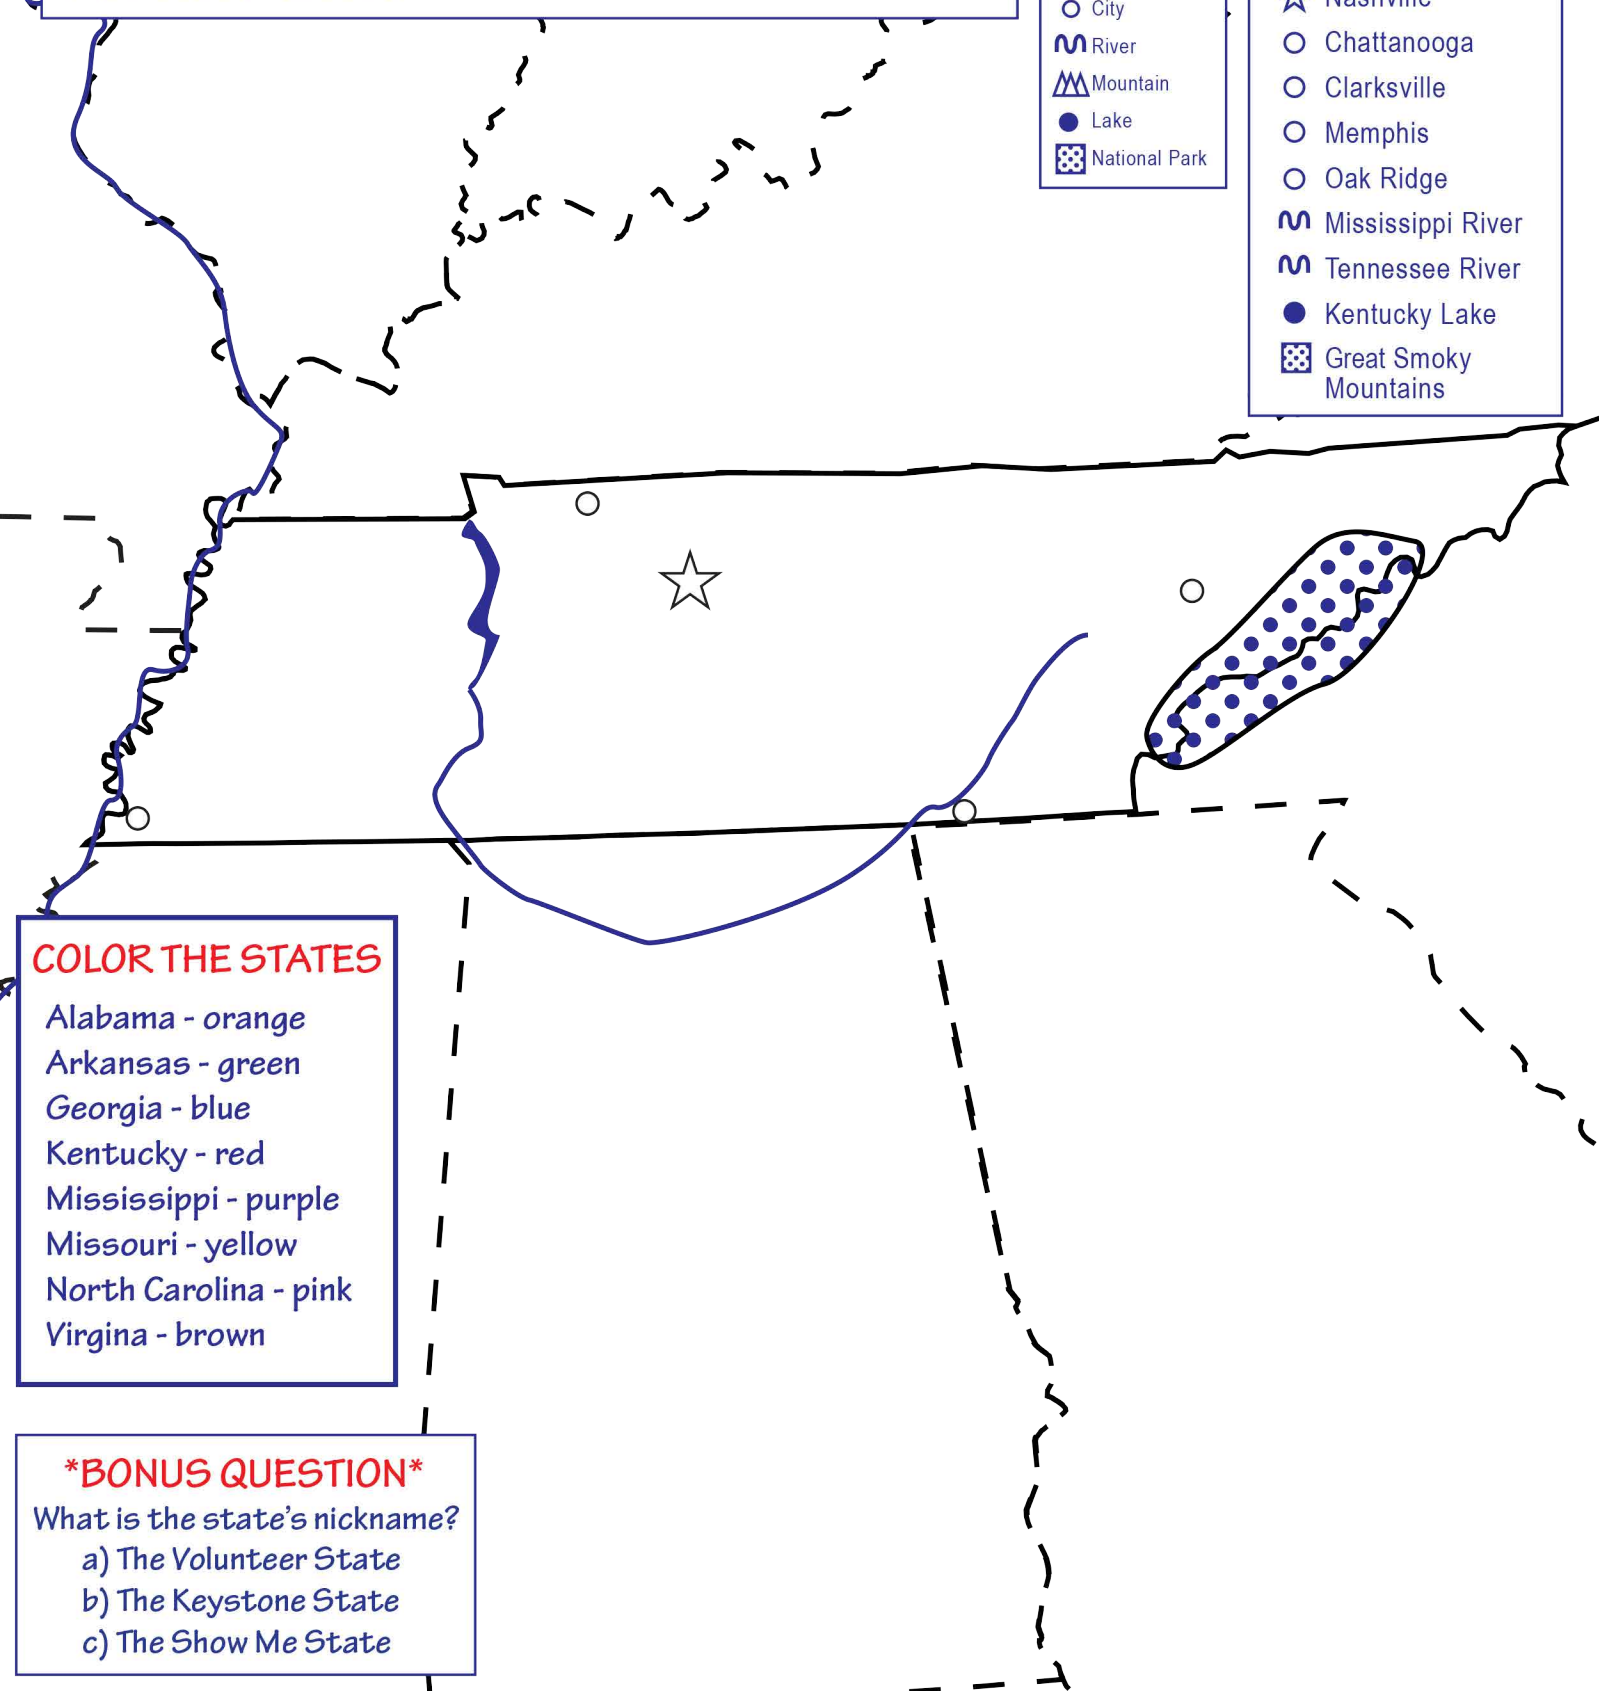 City
River
Mountain
Lake
National Park
Nashville
Chattanooga
Clarksville
Memphis
Oak Ridge
Mississippi River
Tennessee River
Kentucky Lake
Great Smoky
Mountains
COLOR THE STATES
Alabama - orange
Arkansas - green
Georgia - blue
Kentucky - red
Mississippi - purple
Missouri - yellow
North Carolina - pink
Virgina - brown
*BONUS QUESTION*
What is the state's nickname?
a) The Volunteer State
b) The Keystone State
c) The Show Me State